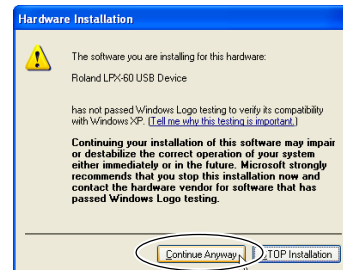 Hardware Installation
The software you are installing for this hardware:
Roland LPX-60 USB Device
has not passed Windows Logo testing to verify its compatibility
with Windows XP. (Tell me why this testing is important.)
Continuing your installation of this software may impair
or destabilize the correct operation of your system
either immediately or in the future. Microsoft strongly
recommends that you stop this installation now and
contact the hardware vendor for software that has
passed Windows Logo testing.
Continue Anyway
TOP Installation